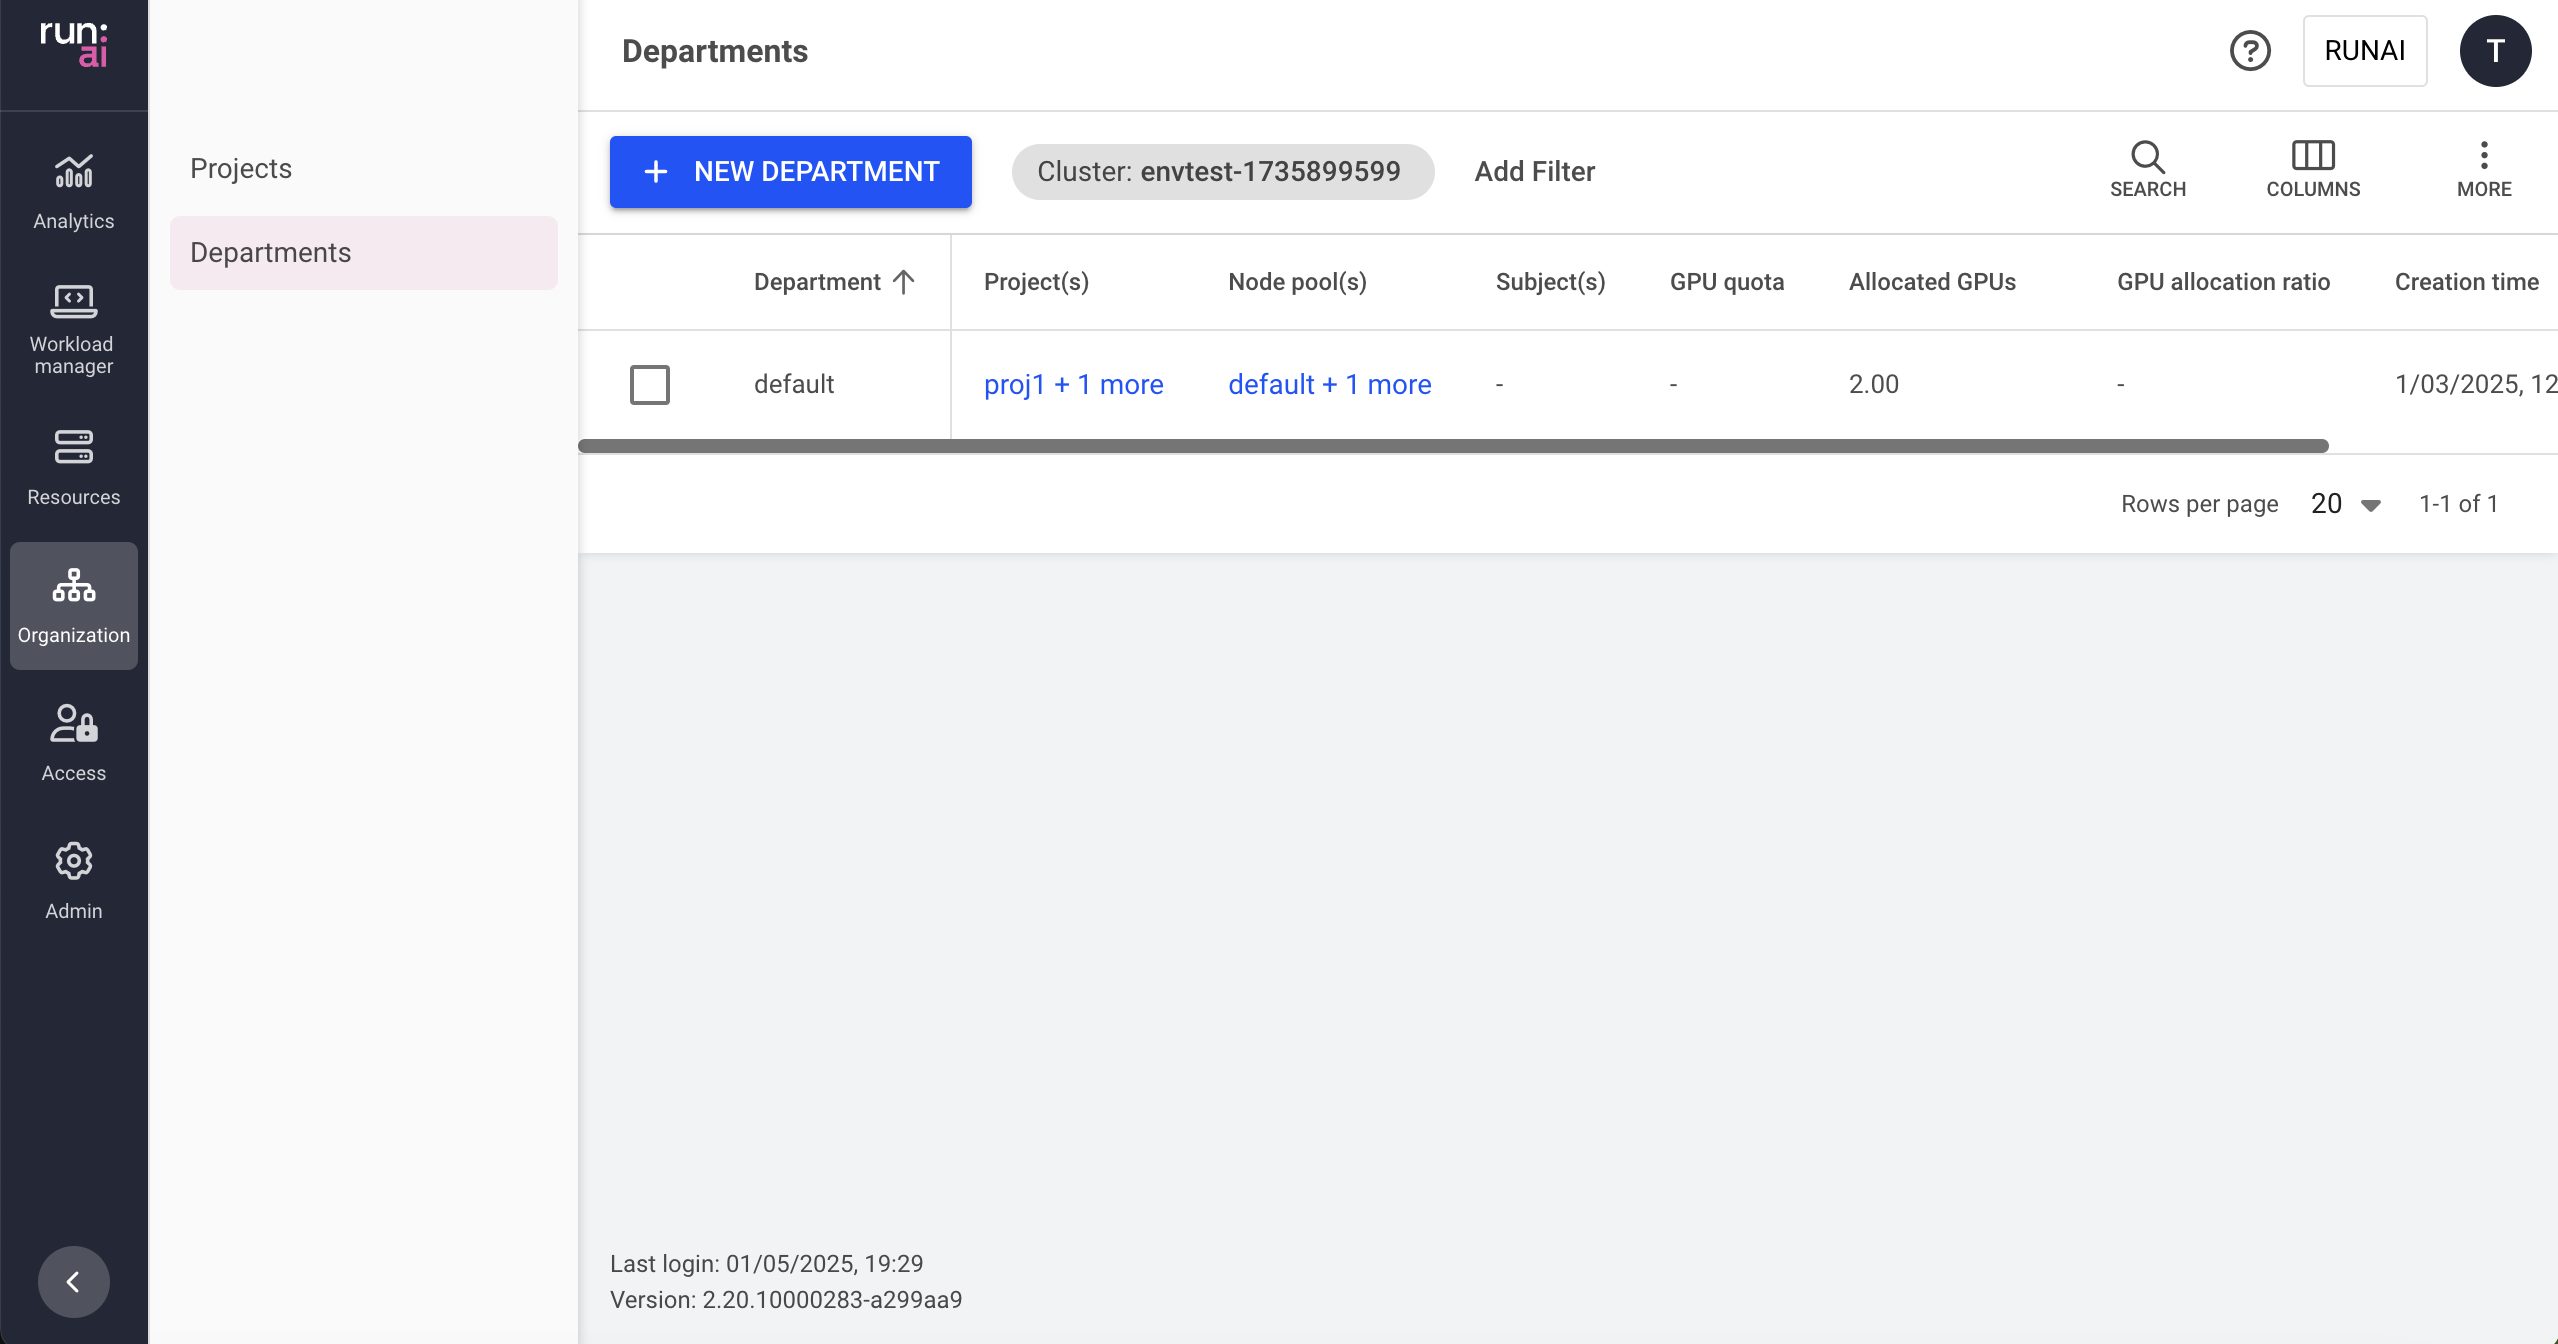 run:
ai
Analytics
Workload
manager
Resources
Organization
Access
Admin
Projects
Departments
Departments
RUNAI
T
NEW DEPARTMENT
Cluster: envtest-1735899599
Add Filter
SEARCH
COLUMNS
MORE
Department
Project(s)
Node pool(s)
Subject(s)
GPU quota
Allocated GPUs
GPU allocation ratio
Creation time
default
proj1 + 1 more
default + 1 more
-
-
2.00
-
1/03/2025, 12
Rows per page
20
1-1 of 1
Last login: 01/05/2025, 19:29
Version: 2.20.10000283-a299aa9